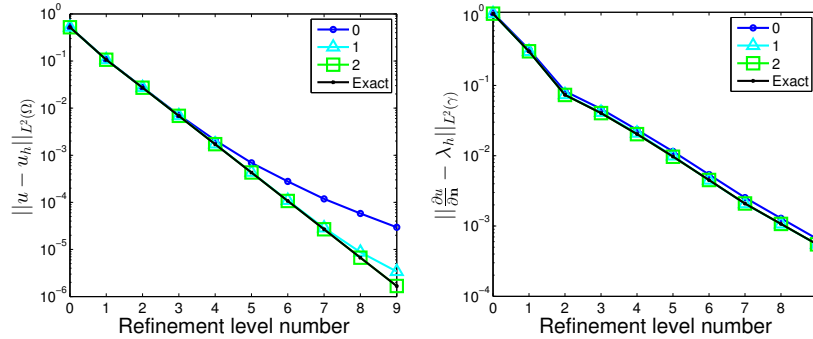 10^0
10^{-1}
10^{-2}
10^{-3}
10^{-4}
10^{-5}
10^{-6}
||u − u_h||_{L^2(Ω)}
0 1 2 3 4 5 6 7 8 9
Refinement level number
0
1
2
Exact
10^0
10^{-1}
10^{-2}
10^{-3}
10^{-4}
||∂u/∂n − λ_h||_{L^2(γ)}
0 1 2 3 4 5 6 7 8
Refinement level number
0
1
2
Exact